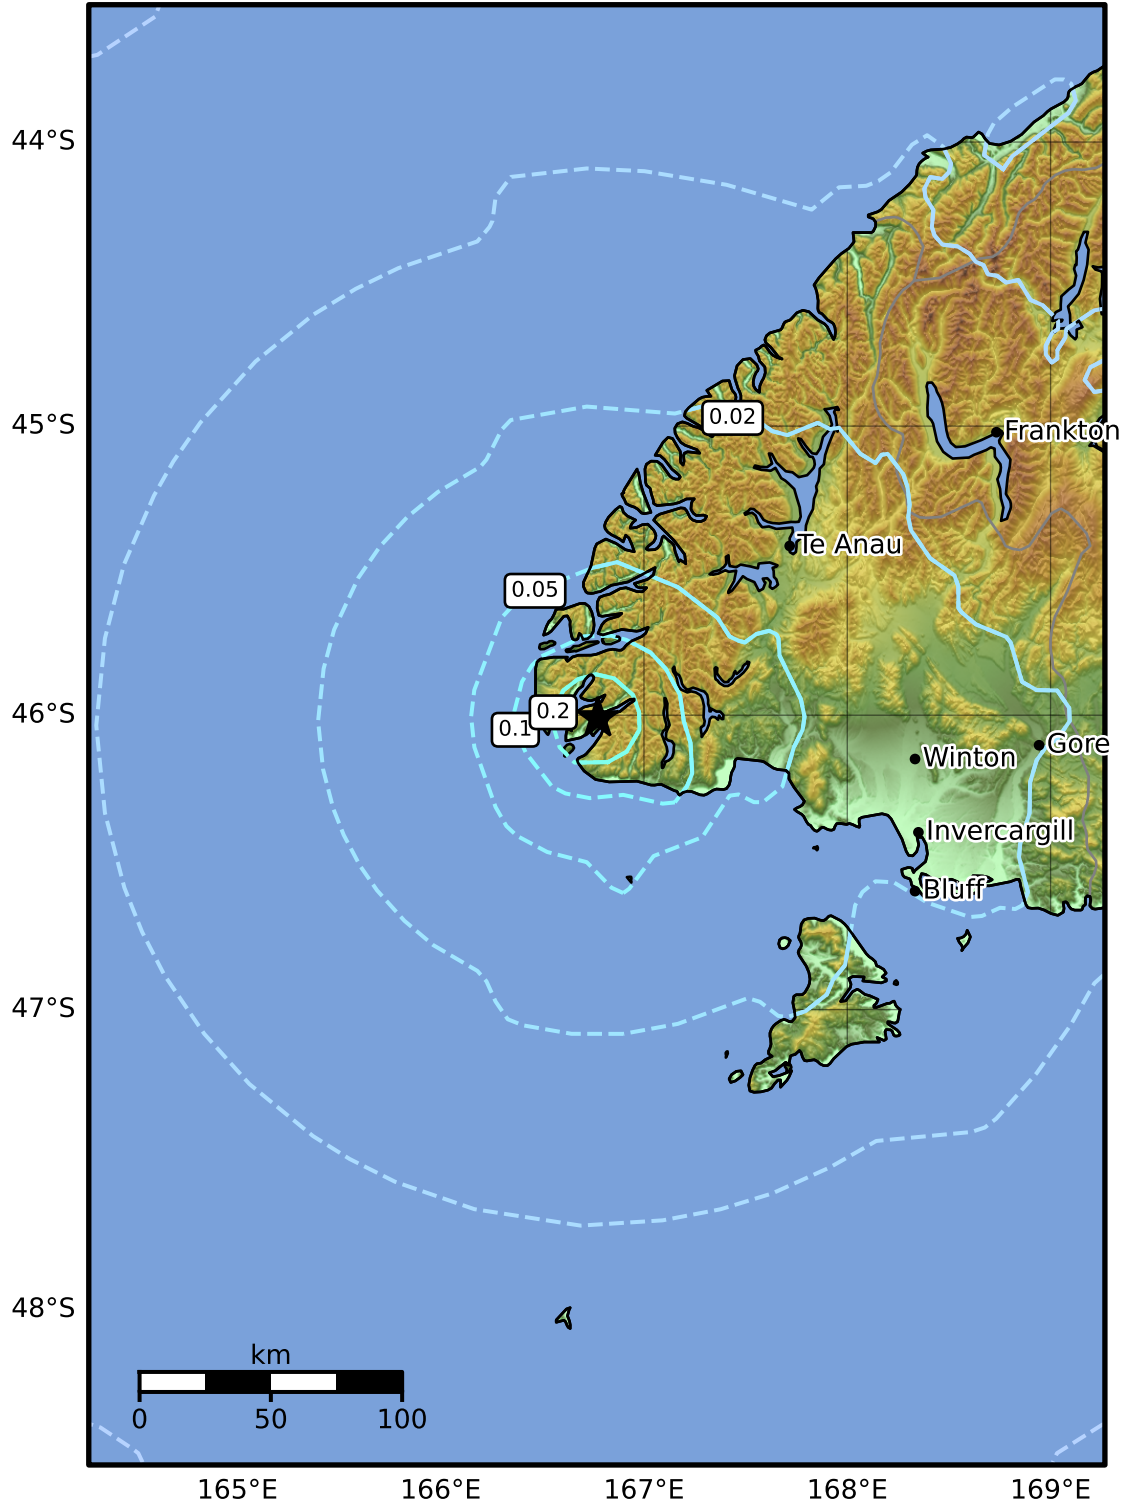 44°S
45°S
0.02
Frankton
Te Anau
0.05
46°S
0.2
0.1
Gore
Winton
Invercargill
Bluff
47°S
48°S
km
0 50 100
165°E 166°E 167°E 168°E 169°E